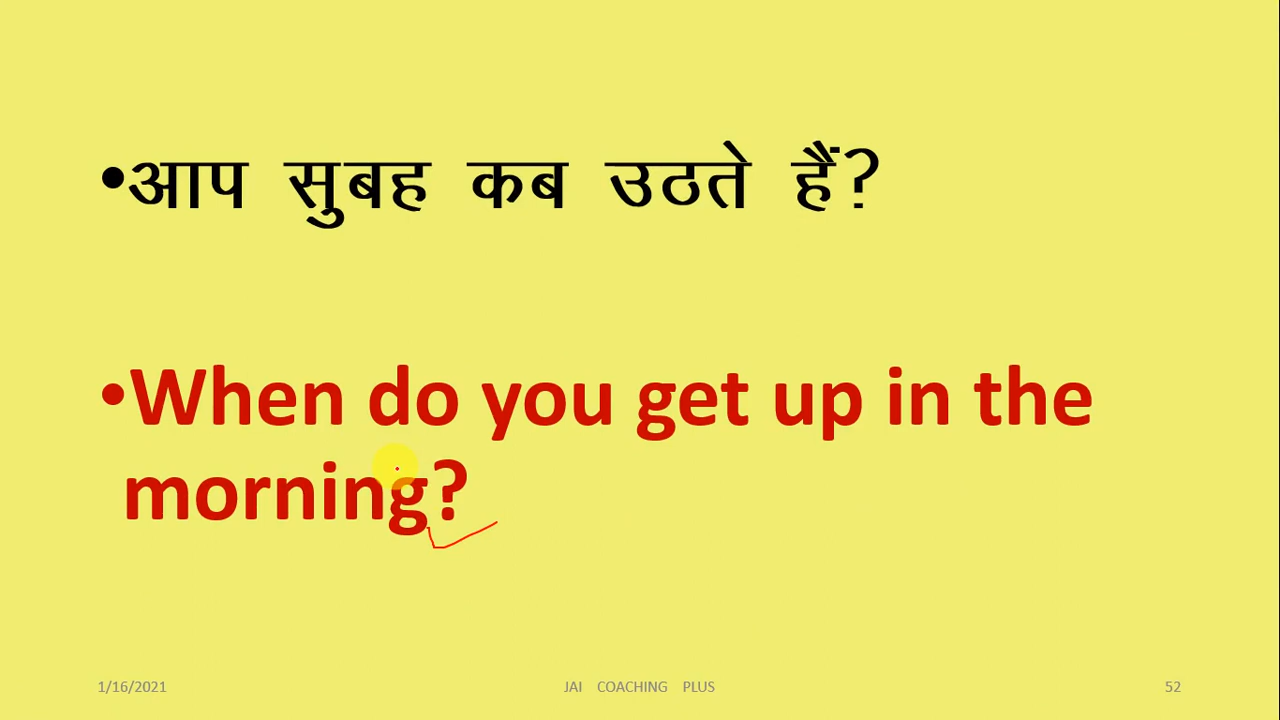 •आप सुबह कब उठते हैं?
•When do you get up in the
morning?
1/16/2021 JAI COACHING PLUS 52